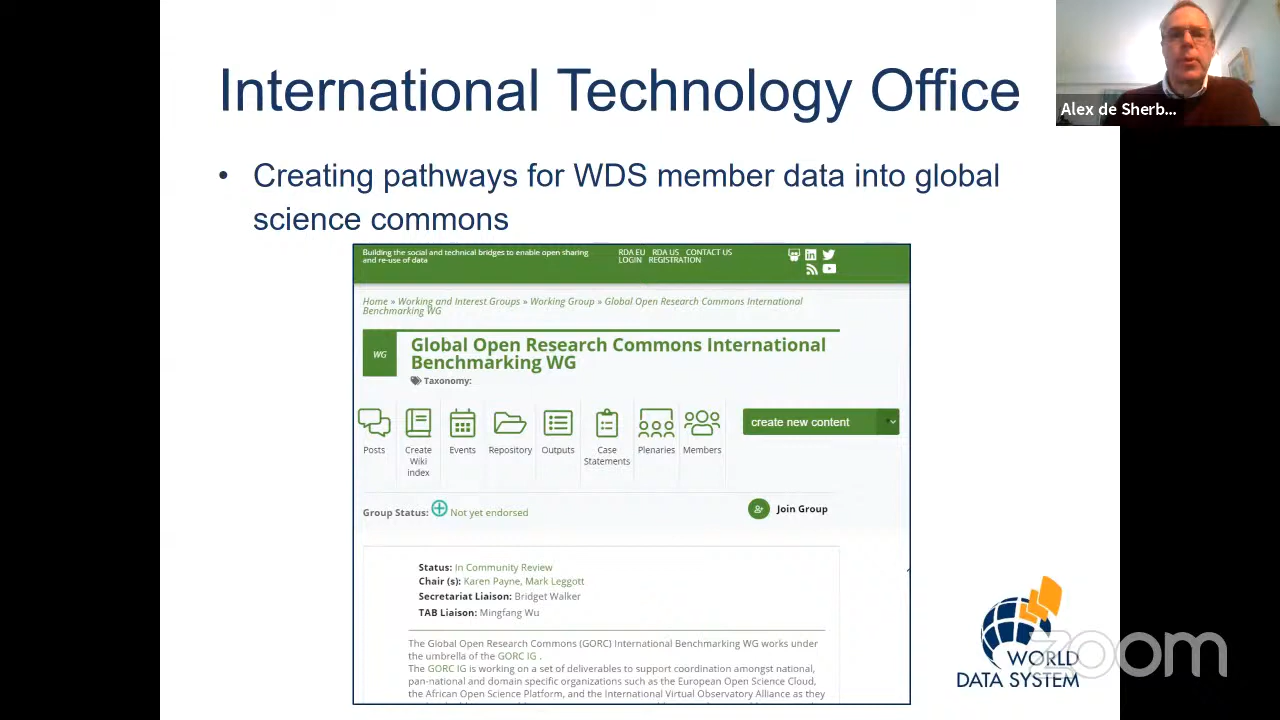 International Technology Office
Alex de Sherb...
• Creating pathways for WDS member data into global
science commons
Building the social and technical bridges to enable open sharing
and re-use of data
RDA EU RDA US CONTACT US
LOGIN REGISTRATION
Home » Working and Interest Groups » Working Group » Global Open Research Commons International
Benchmarking WG
WG
Global Open Research Commons International
Benchmarking WG
Taxonomy:
Posts
Create
Wiki
index
Events
Repository
Outputs
Case
Statements
Plenaries
Members
create new content
Group Status: Not yet endorsed
Join Group
Status: In Community Review
Chair (s): Karen Payne, Mark Leggott
Secretariat Liaison: Bridget Walker
TAB Liaison: Mingfang Wu
The Global Open Research Commons (GORC) International Benchmarking WG works under
the umbrella of the GORC IG .
The GORC IG is working on a set of deliverables to support coordination amongst national,
pan-national and domain specific organizations such as the European Open Science Cloud,
the African Open Science Platform, and the International Virtual Observatory Alliance as they
WORLD
DATA SYSTEM
zoom